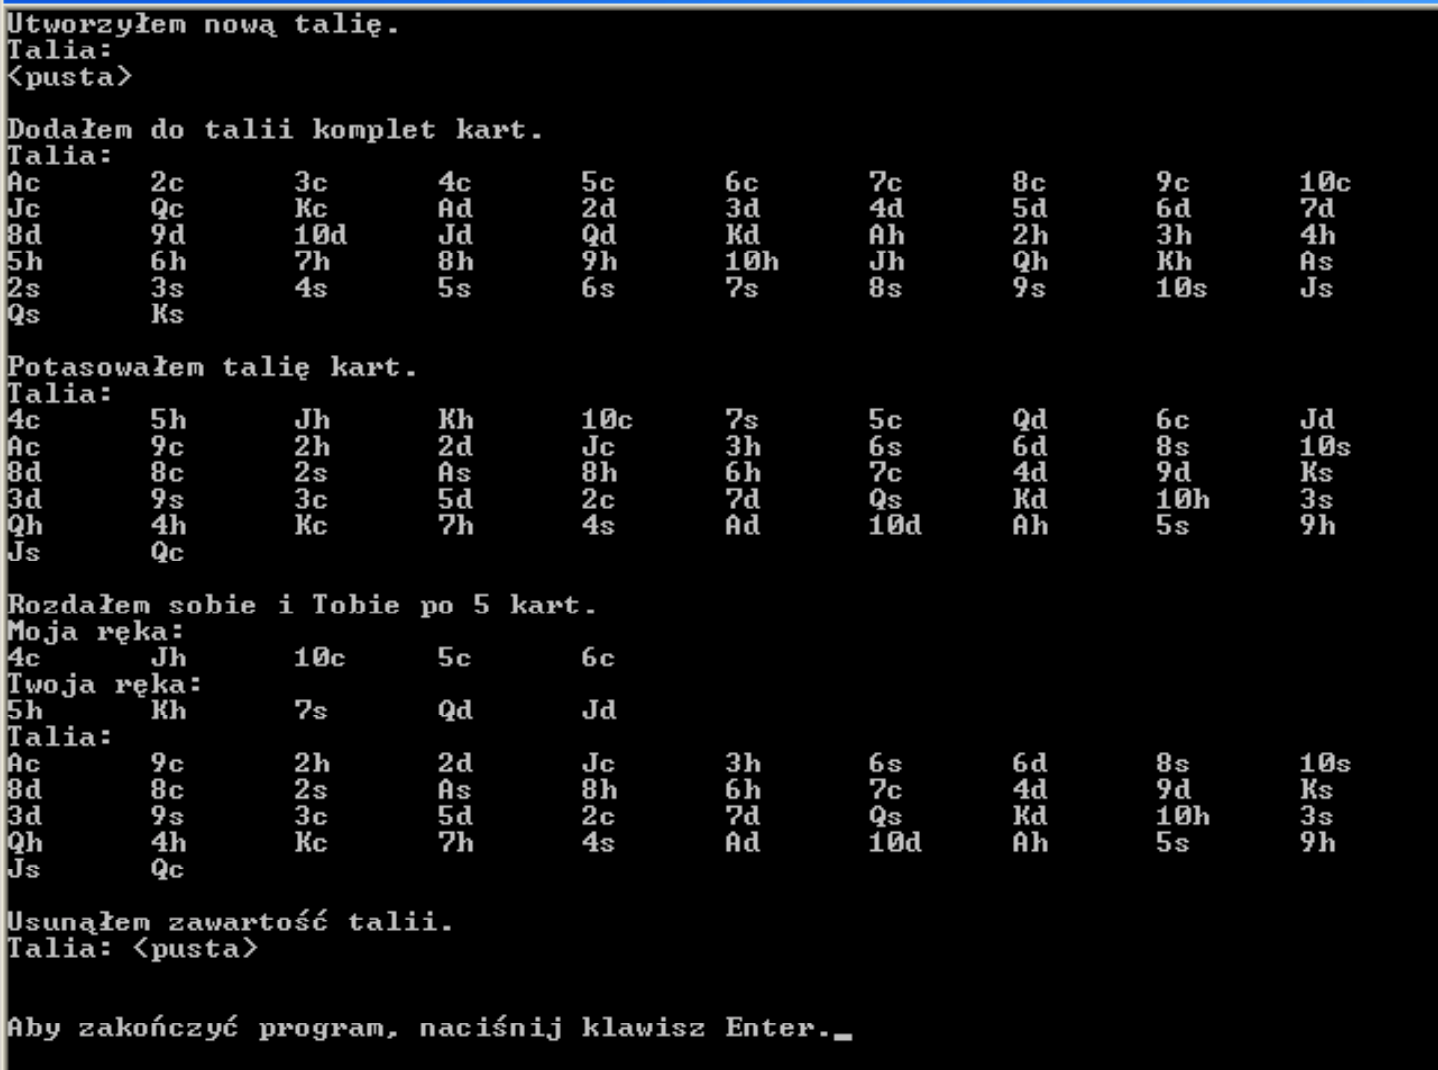 Utworzyłem nową talię.
Talia:
<pusta>
Dodałem do talii komplet kart.
Talia:
Ac 2c 3c 4c 5c 6c 7c 8c 9c 10c
Jc Qc Kc Ad 2d 3d 4d 5d 6d 7d
8d 9d 10d Jd Qd Kd Ah 2h 3h 4h
5h 6h 7h 8h 9h 10h Jh Qh Kh As
2s 3s 4s 5s 6s 7s 8s 9s 10s Js
Qs Ks
Potasowałem talię kart.
Talia:
4c 5h Jh Kh 10c 7s 5c Qd 6c Jd
Ac 9c 2h 2d Jc 3h 6s 6d 8s 10s
8d 8c 2s As 8h 6h 7c 4d 9d Ks
3d 9s 3c 5d 2c 7d Qs Kd 10h 3s
Qh 4h Kc 7h 4s Ad 10d Ah 5s 9h
Js Qc
Rozdałem sobie i Tobie po 5 kart.
Moja ręka:
4c Jh 10c 5c 6c
Twoja ręka:
5h Kh 7s Qd Jd
Talia:
Ac 9c 2h 2d Jc 3h 6s 6d 8s 10s
8d 8c 2s As 8h 6h 7c 4d 9d Ks
3d 9s 3c 5d 2c 7d Qs Kd 10h 3s
Qh 4h Kc 7h 4s Ad 10d Ah 5s 9h
Js Qc
Usunąłem zawartość talii.
Talia: <pusta>
Aby zakończyć program, naciśnij klawisz Enter._